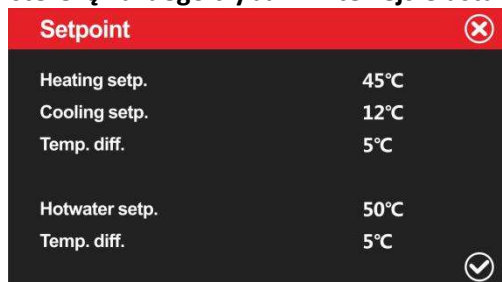 Setpoint
Heating setp. 45℃
Cooling setp. 12℃
Temp. diff. 5℃
Hotwater setp. 50℃
Temp. diff. 5℃